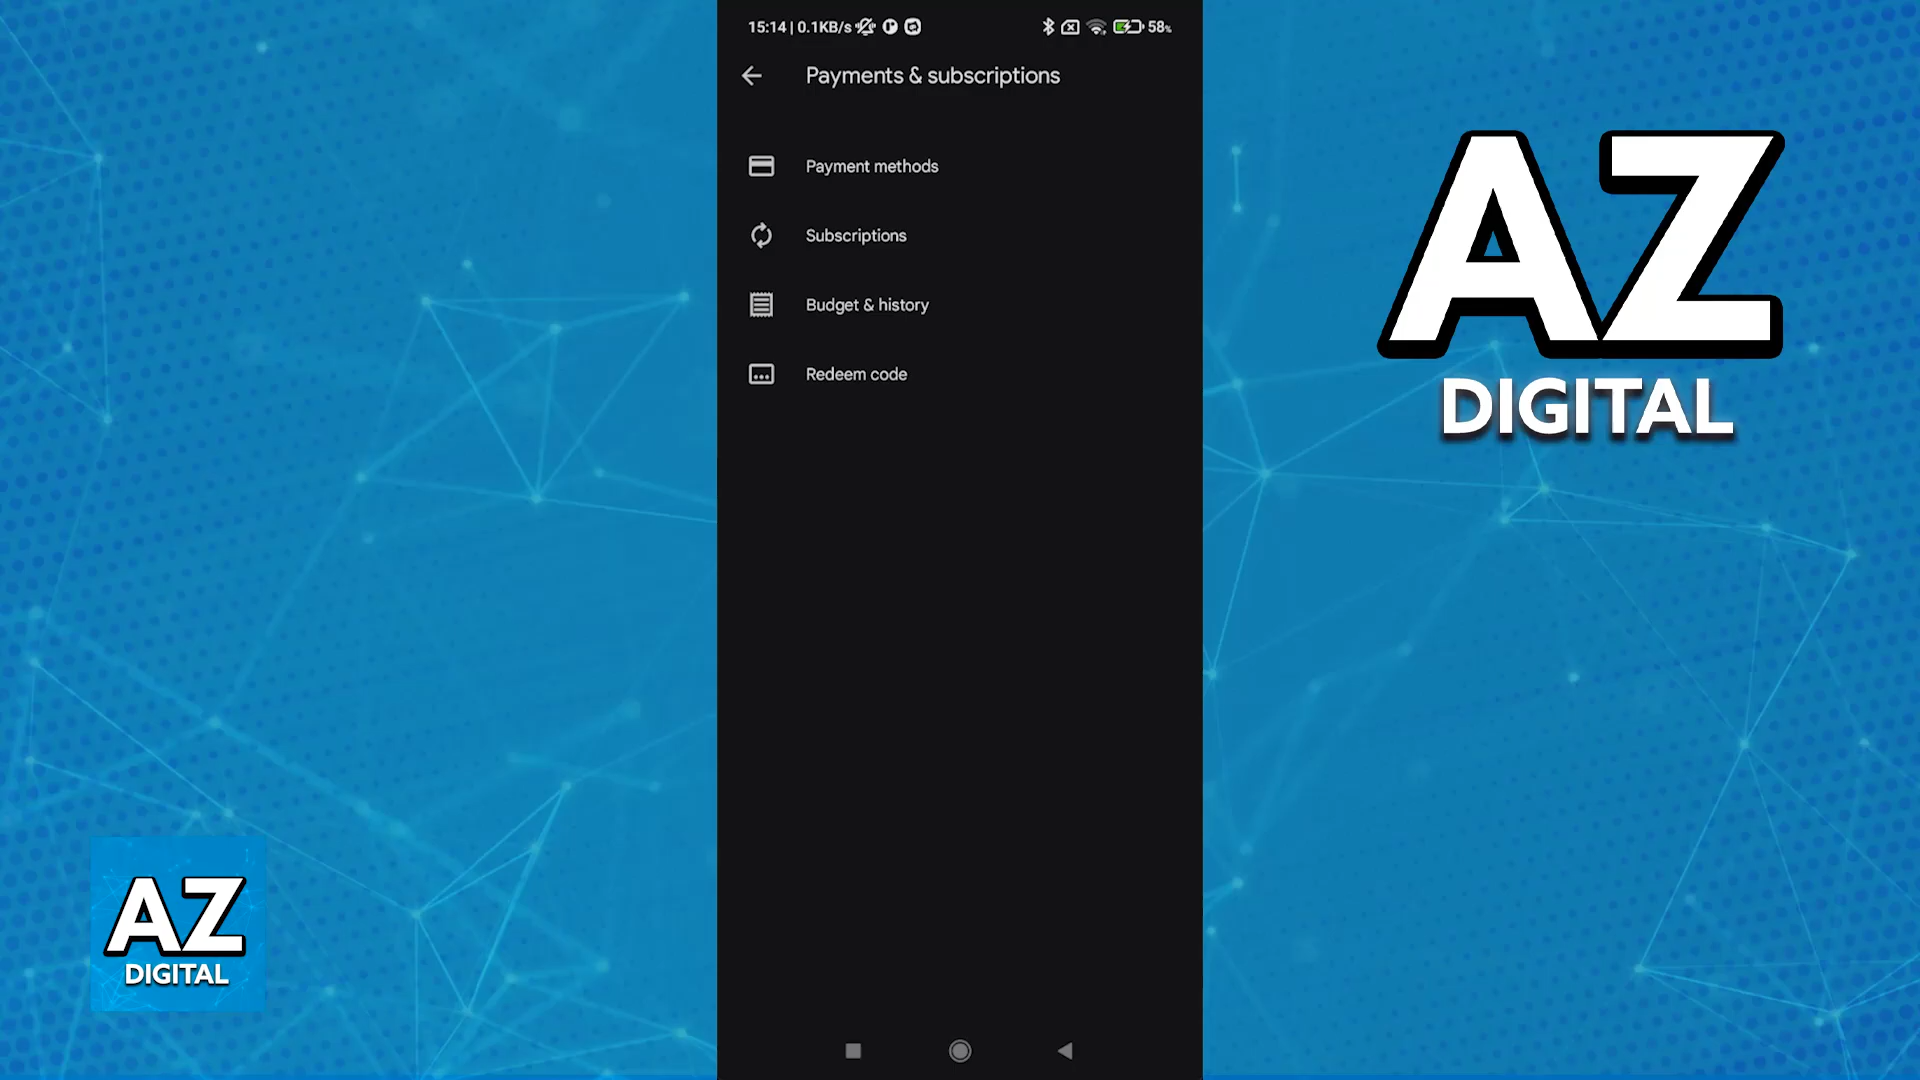 15:14 | 0.1KB/s
58%
Payments & subscriptions
Payment methods
Subscriptions
Budget & history
Redeem code
AZ
DIGITAL
AZ
DIGITAL